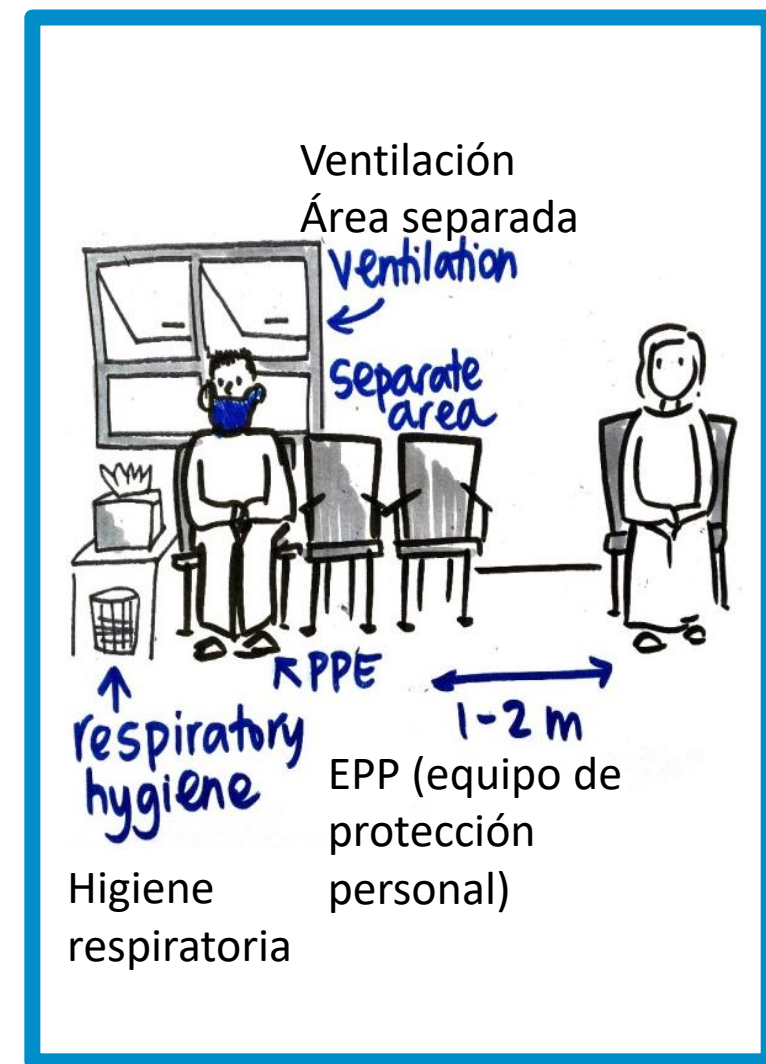 Ventilación
Área separada
ventilation
separate
area
PPE
1-2 m
respiratory
hygiene
EPP (equipo de
protección
personal)
Higiene
respiratoria